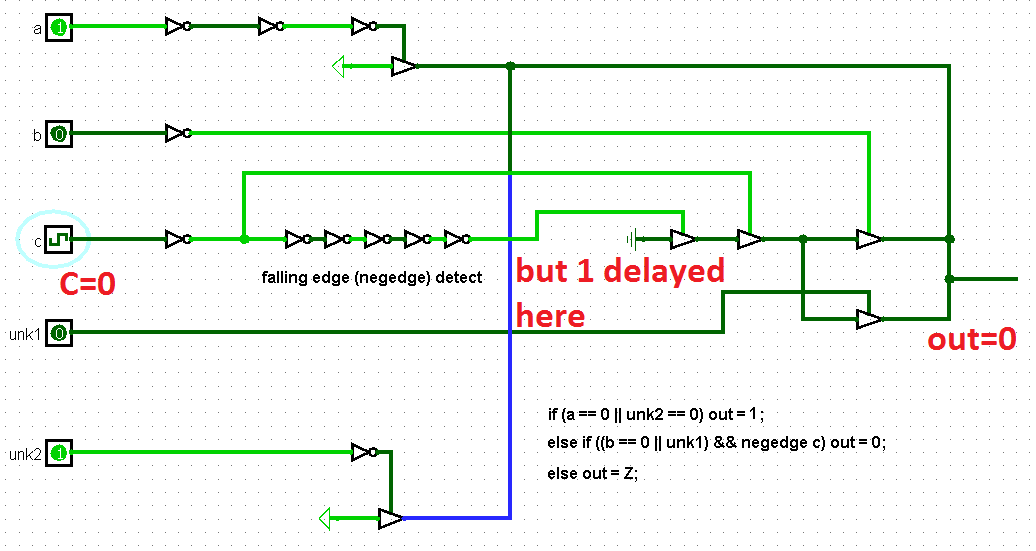 a 1
b 0
c
C=0
falling edge (negedge) detect
but 1 delayed
here
unk1 0
out=0
if (a == 0 || unk2 == 0) out = 1 ;
else if ((b == 0 || unk1) && negedge c) out = 0;
unk2 1
else out = Z;